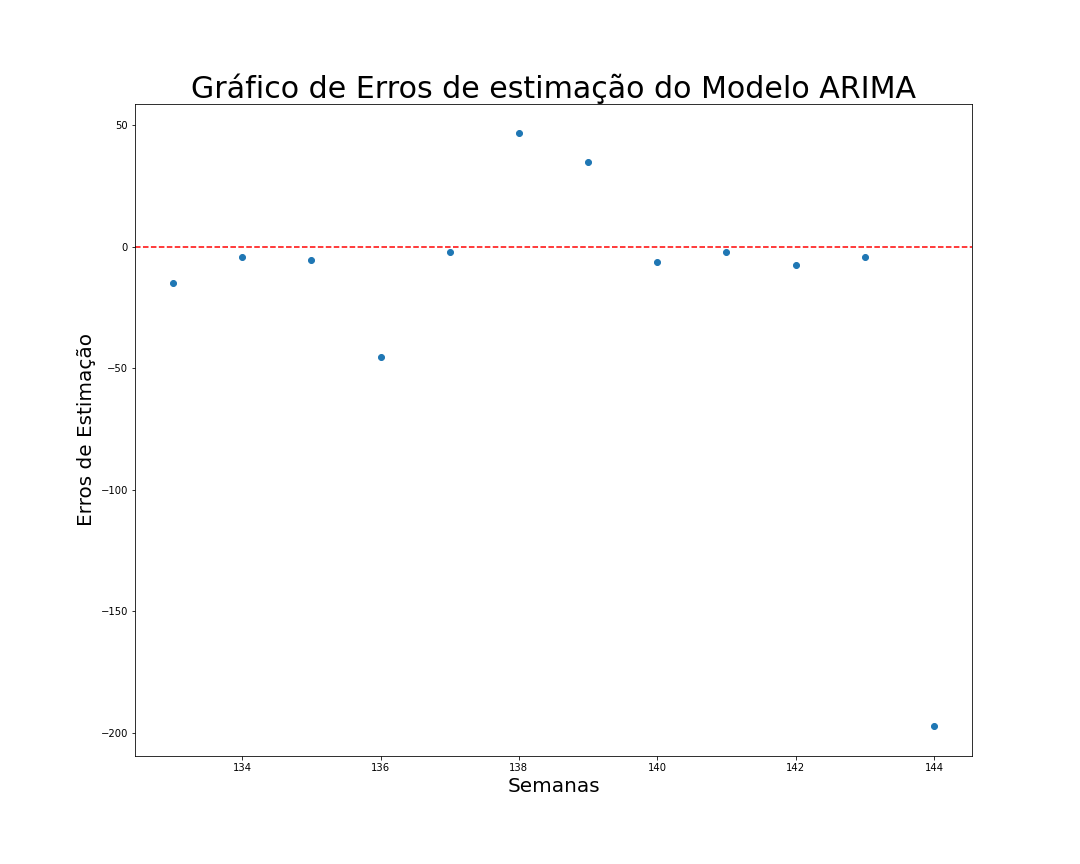 Gráfico de Erros de estimação do Modelo ARIMA
50
0
−50
−100
−150
−200
Erros de Estimação
134 136 138 140 142 144
Semanas